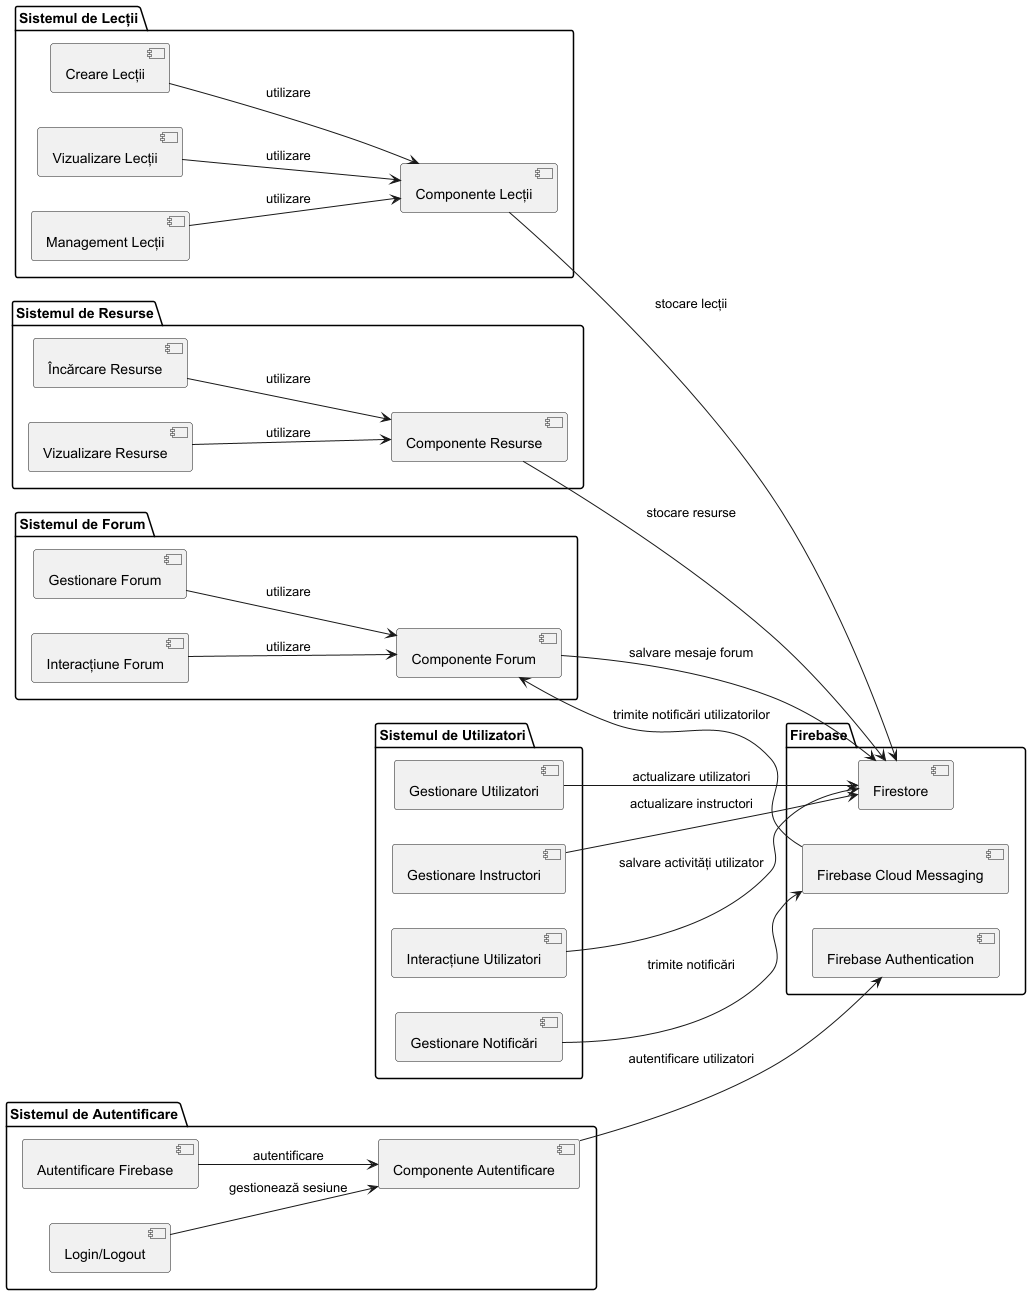 Sistemul de Lecții
Creare Lecții
utilizare
Vizualizare Lecții
utilizare
Componente Lecții
utilizare
Management Lecții
stocare lecții
Sistemul de Resurse
Încărcare Resurse
utilizare
Vizualizare Resurse
utilizare
Componente Resurse
stocare resurse
Sistemul de Forum
Gestionare Forum
utilizare
Interacțiune Forum
utilizare
Componente Forum
salvare mesaje forum
trimite notificări utilizatorilor
Sistemul de Utilizatori
Firebase
Gestionare Utilizatori
actualizare utilizatori
Firestore
actualizare instructori
Gestionare Instructori
salvare activități utilizator
Firebase Cloud Messaging
Interacțiune Utilizatori
trimite notificări
Firebase Authentication
Gestionare Notificări
autentificare utilizatori
Sistemul de Autentificare
Autentificare Firebase
autentificare
Componente Autentificare
gestionează sesiune
Login/Logout